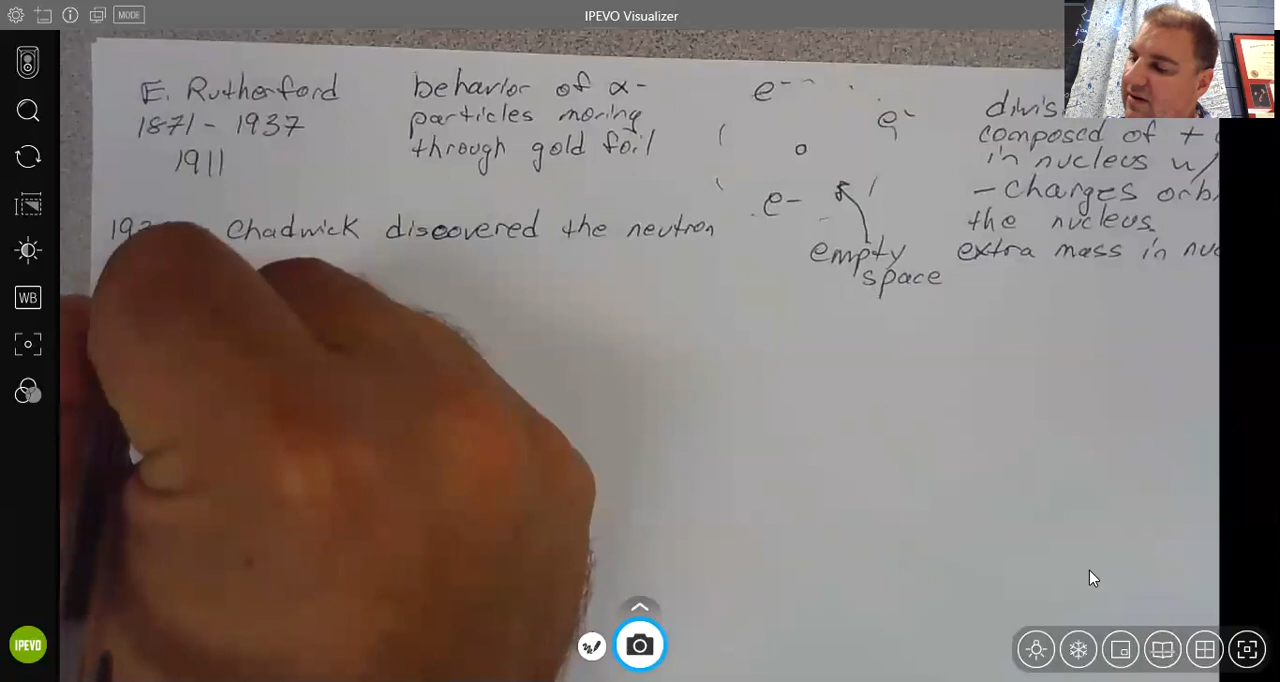 IPEVO Visualizer
MODE
WB
IPEVO
E. Rutherford
1871 - 1937
1911
behavior of α-
particles moving
through gold foil
e-
e-
e-
empty
space
composed of +
in nucleus w/
- charges
the nucleus.
extra mass in
Chadwick discovered the neutron